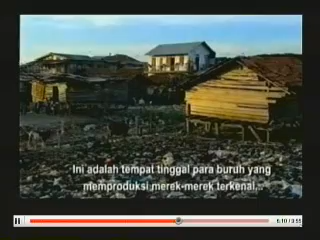 Ini adalah tempat tinggal para buruh yang
memproduksi merek-merek terkenal...